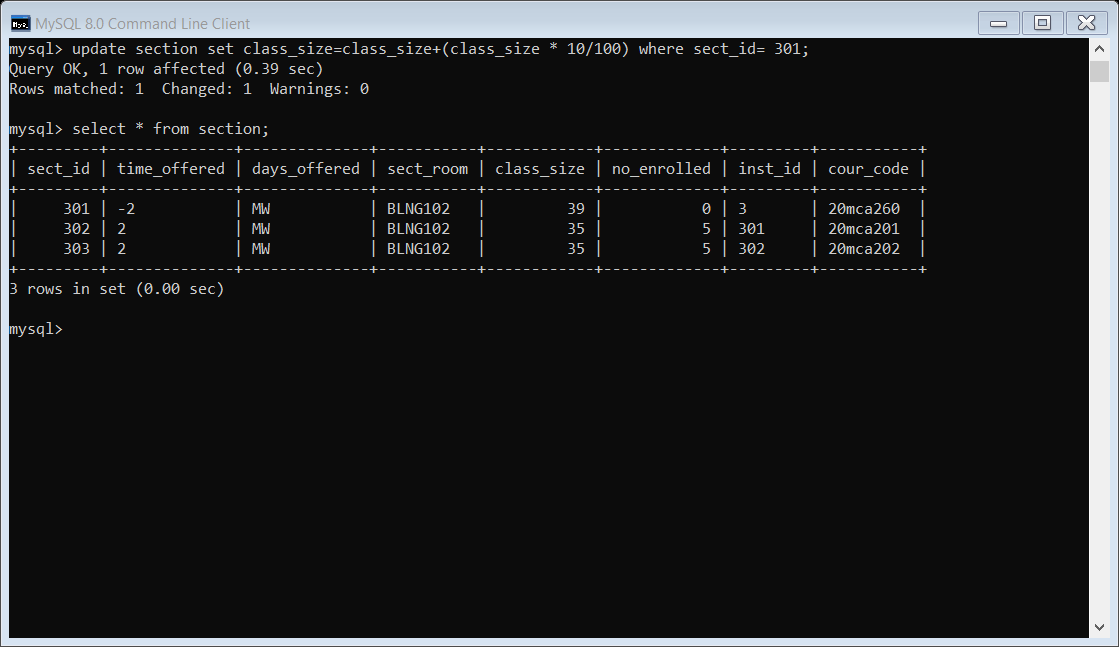 MySQL 8.0 Command Line Client
mysql> update section set class_size=class_size+(class_size * 10/100) where sect_id= 301;
Query OK, 1 row affected (0.39 sec)
Rows matched: 1  Changed: 1  Warnings: 0
mysql> select * from section;
+---------+--------------+--------------+-----------+------------+-------------+---------+-----------+
| sect_id | time_offered | days_offered | sect_room | class_size | no_enrolled | inst_id | cour_code |
+---------+--------------+--------------+-----------+------------+-------------+---------+-----------+
|     301 | -2           | MW           | BLNG102   |         39 |           0 | 3       | 20mca260  |
|     302 | 2            | MW           | BLNG102   |         35 |           5 | 301     | 20mca201  |
|     303 | 2            | MW           | BLNG102   |         35 |           5 | 302     | 20mca202  |
+---------+--------------+--------------+-----------+------------+-------------+---------+-----------+
3 rows in set (0.00 sec)
mysql>